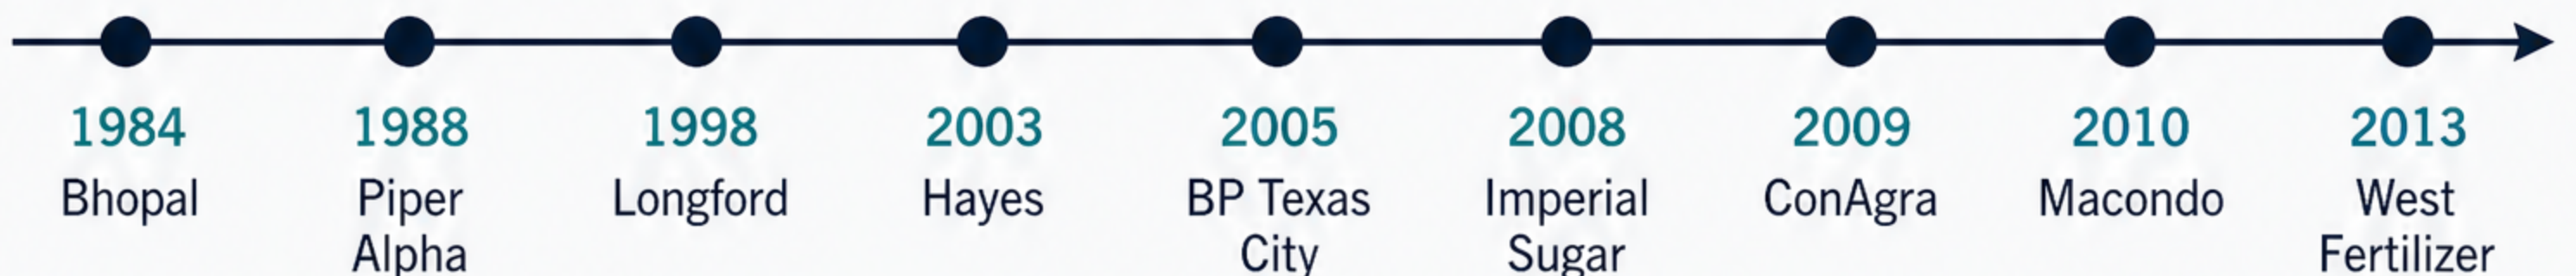 1984 1988 1998 2003 2005 2008 2009 2010 2013
Bhopal Piper Longford Hayes BP Texas Imperial ConAgra Macondo West
Alpha City Sugar Fertilizer